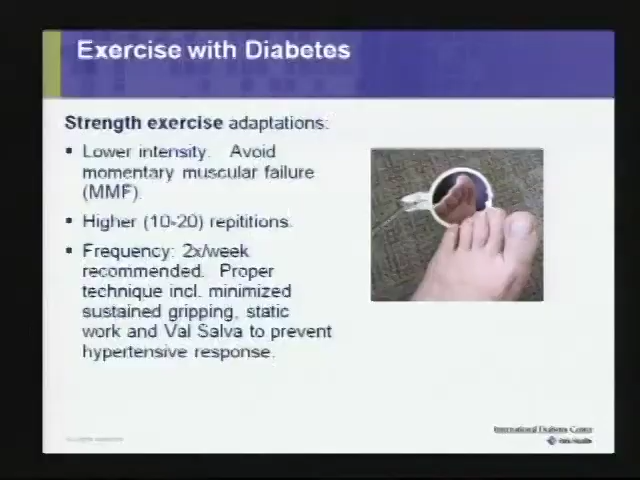 Exercise with Diabetes
Strength exercise adaptations:
▪ Lower intensity. Avoid
momentary muscular failure
(MMF).
▪ Higher (10-20) repititions.
▪ Frequency: 2x/week
recommended. Proper
technique incl. minimized
sustained gripping, static
work and Val Salva to prevent
hypertensive response.
International Diabetes Center